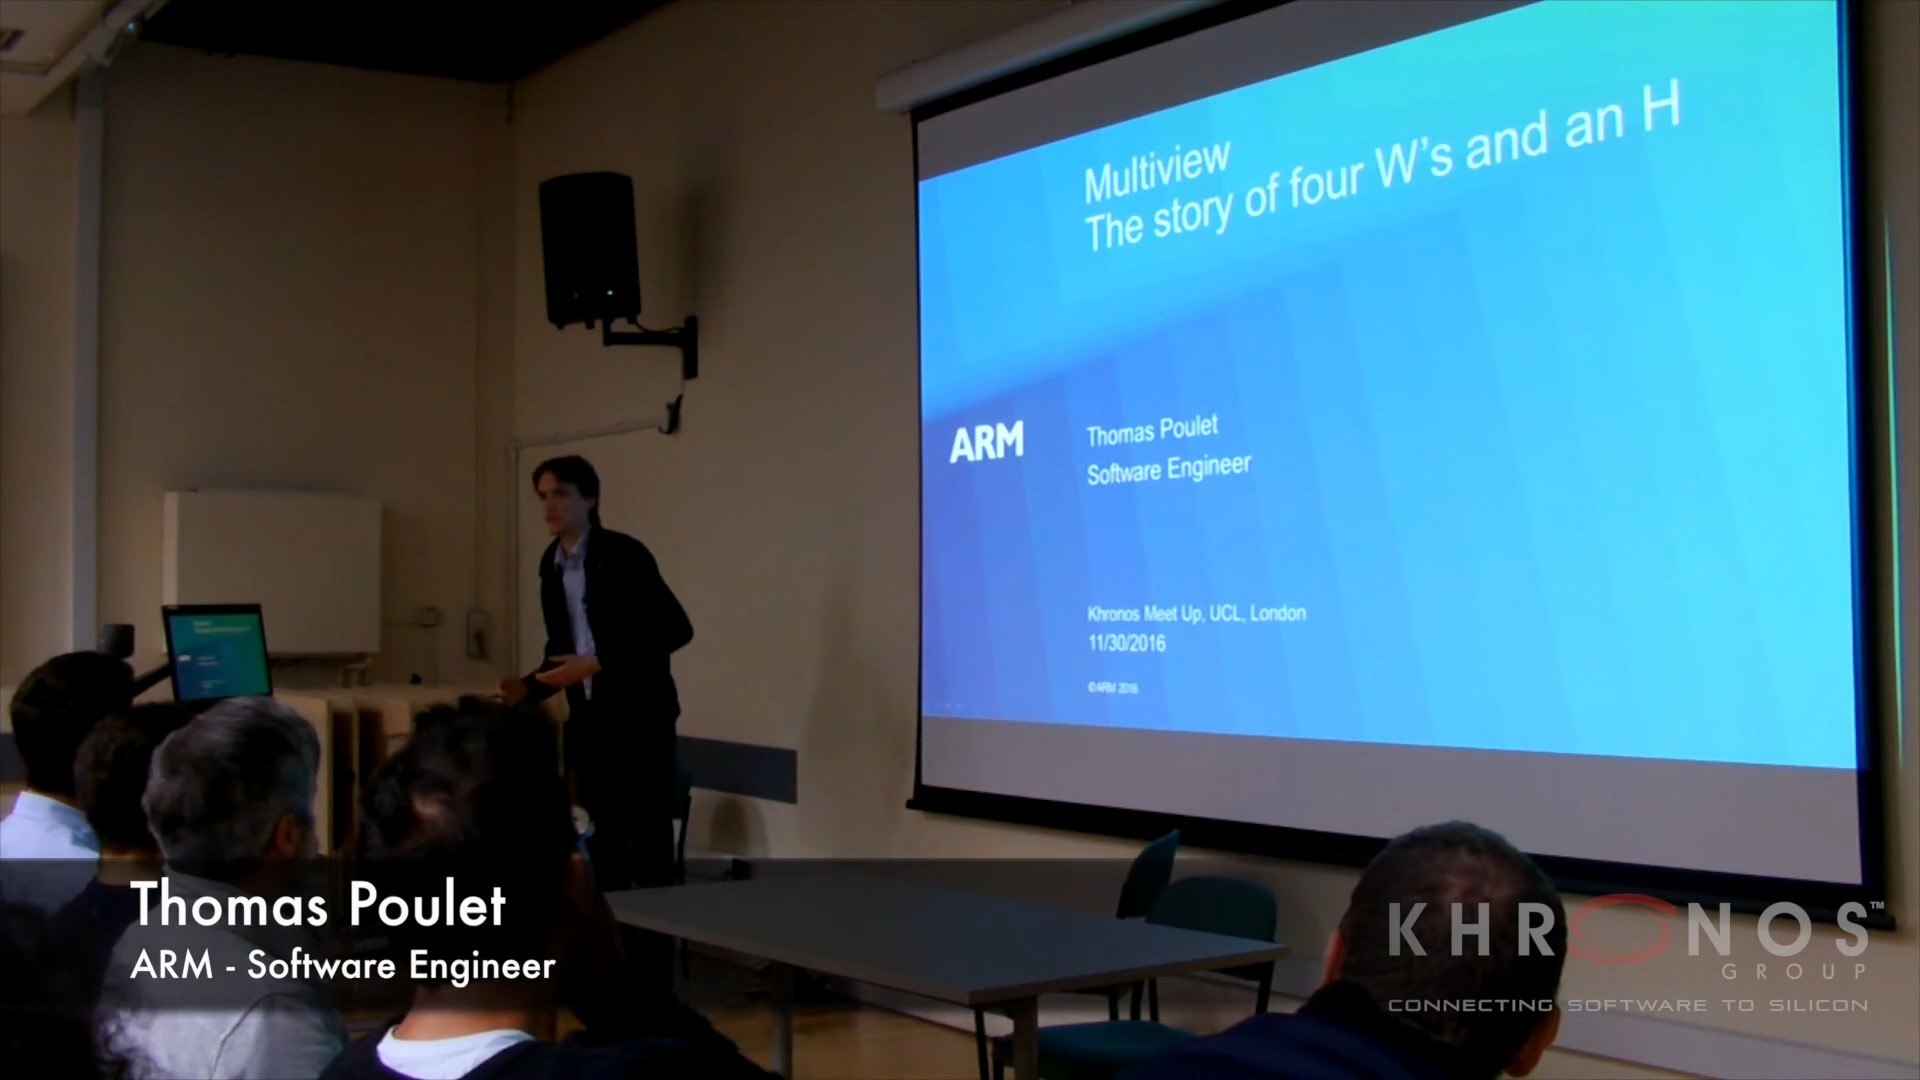 Multiview
The story of four W's and an H
ARM
Thomas Poulet
Software Engineer
Khronos Meet Up, UCL, London
11/30/2016
©ARM 2016
Thomas Poulet
ARM - Software Engineer
KHRONOS™
GROUP
CONNECTING SOFTWARE TO SILICON